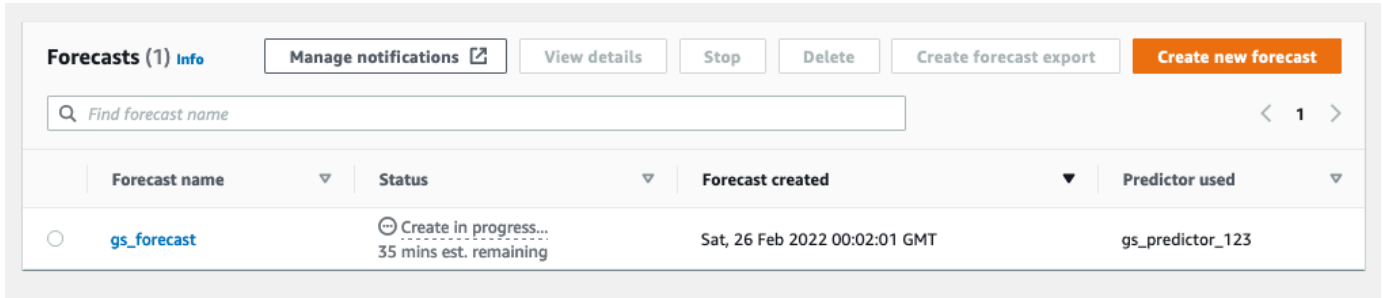 Forecasts (1) Info
Manage notifications
View details
Stop
Delete
Create forecast export
Create new forecast
Find forecast name
1
Forecast name
Status
Forecast created
Predictor used
gs_forecast
Create in progress...
35 mins est. remaining
Sat, 26 Feb 2022 00:02:01 GMT
gs_predictor_123